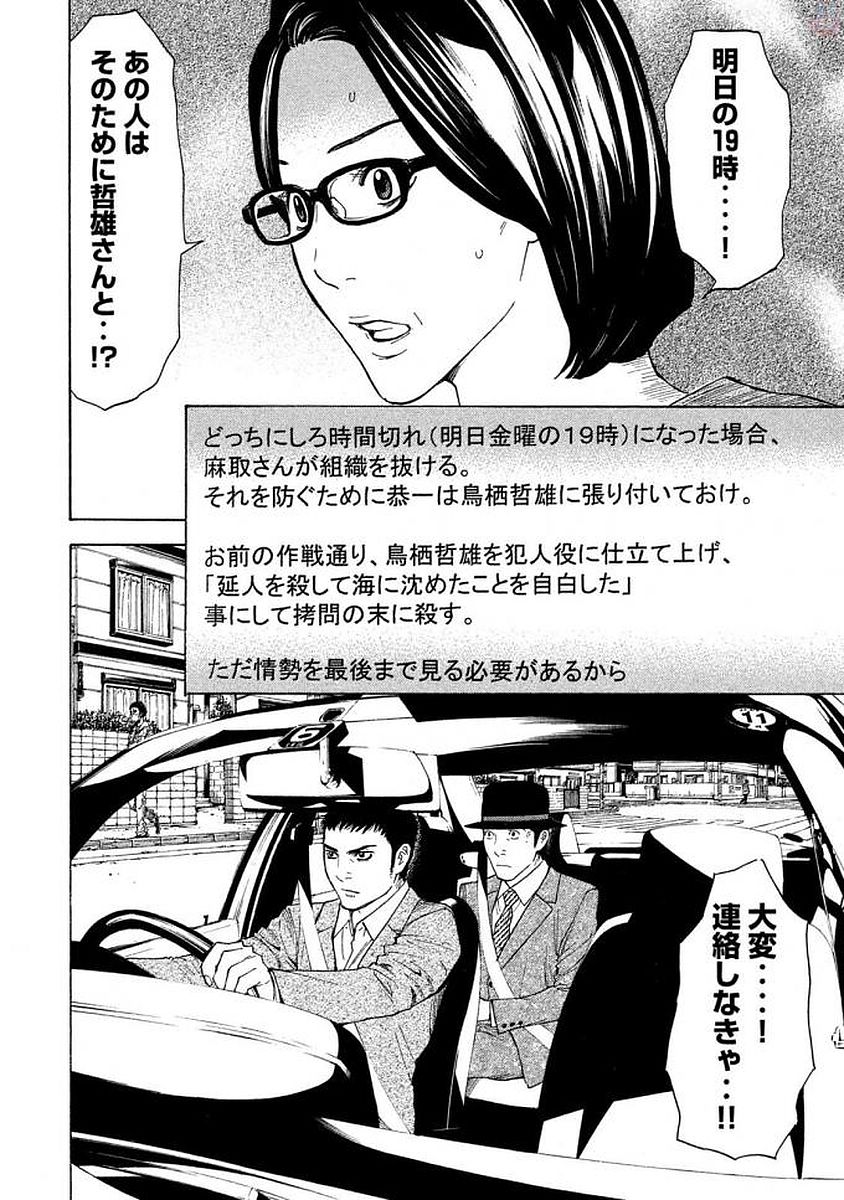 明日の19時‥‥!
あの人は
そのために哲雄さんと‥!?
どっちにしろ時間切れ(明日金曜の19時)になった場合、
麻取さんが組織を抜ける。
それを防ぐために恭一は鳥栖哲雄に張り付いておけ。
お前の作戦通り、鳥栖哲雄を犯人役に仕立て上げ、
「延人を殺して海に沈めたことを自白した」
事にして拷問の末に殺す。
ただ情勢を最後まで見る必要があるから
5
11
大変‥‥!
連絡しなきゃ‥!!